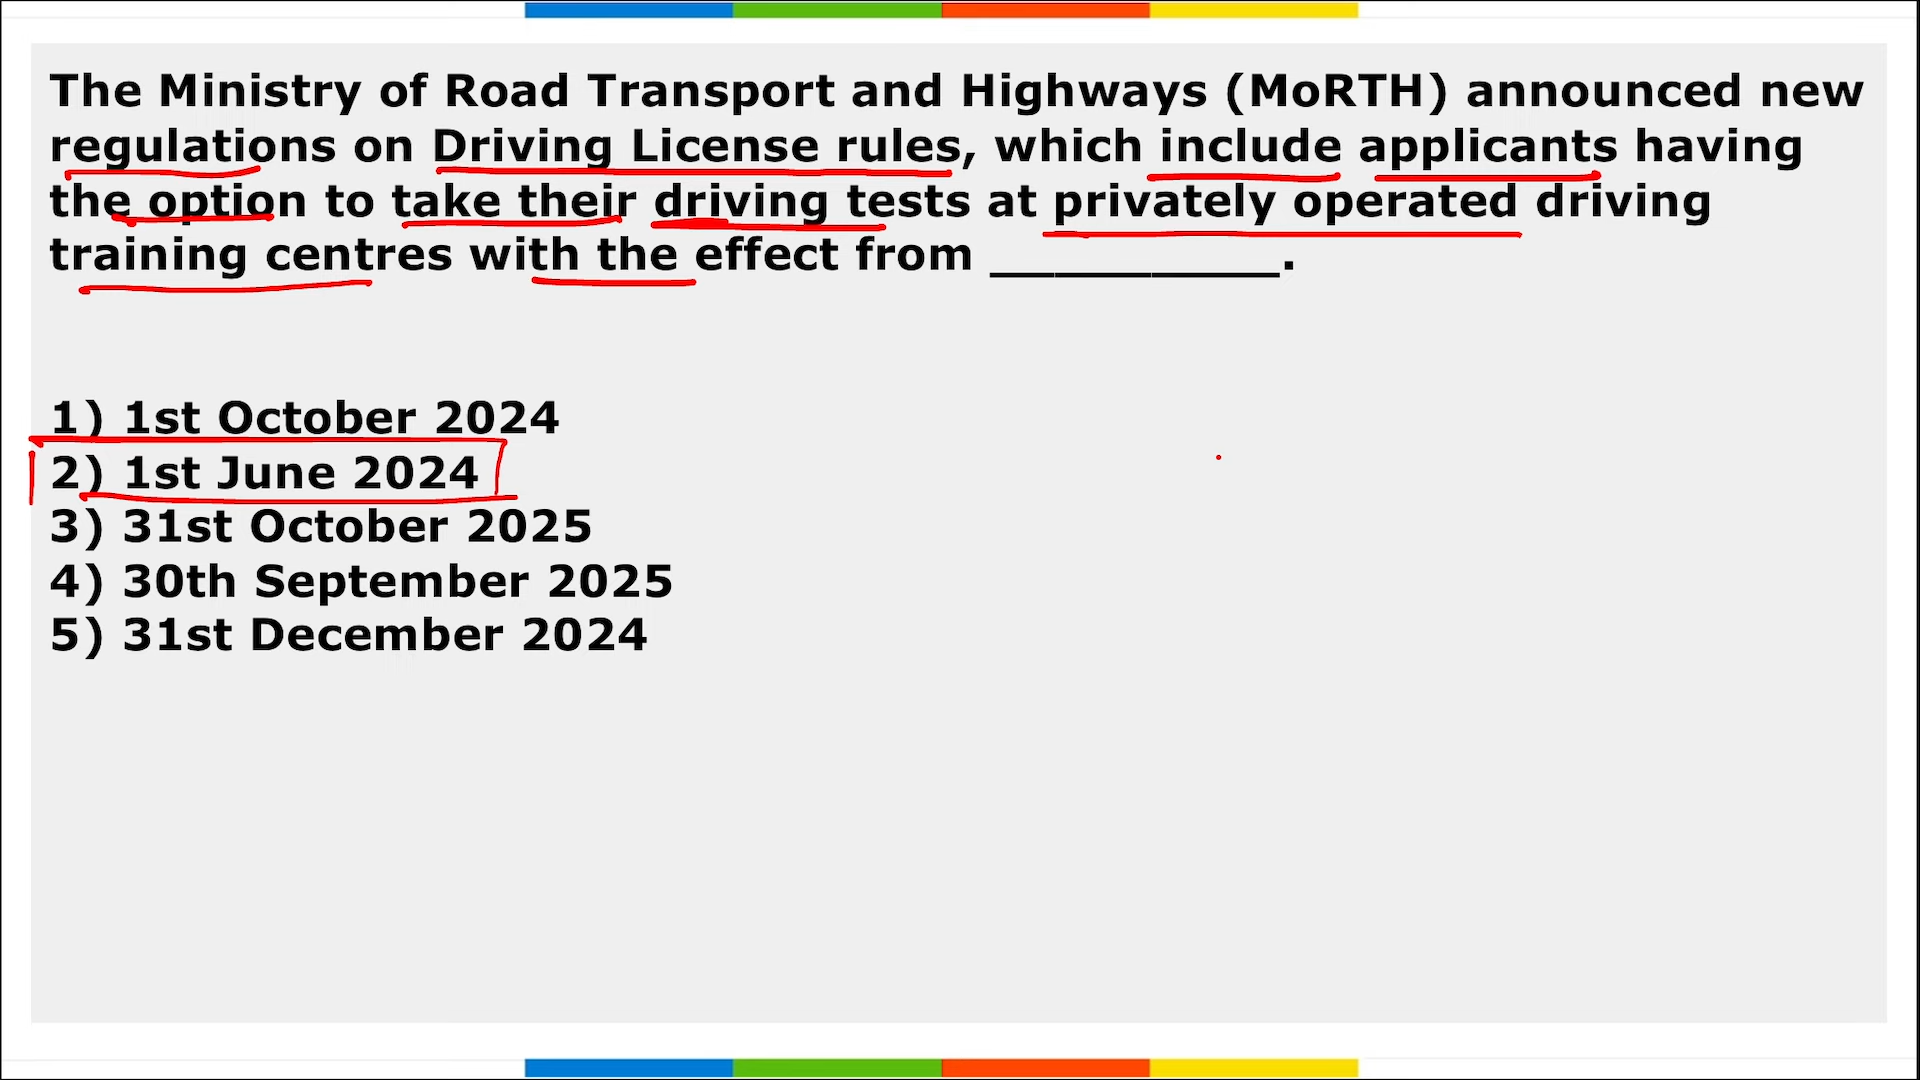 The Ministry of Road Transport and Highways (MoRTH) announced new
regulations on Driving License rules, which include applicants having
the option to take their driving tests at privately operated driving
training centres with the effect from _________.
1) 1st October 2024
2) 1st June 2024
3) 31st October 2025
4) 30th September 2025
5) 31st December 2024